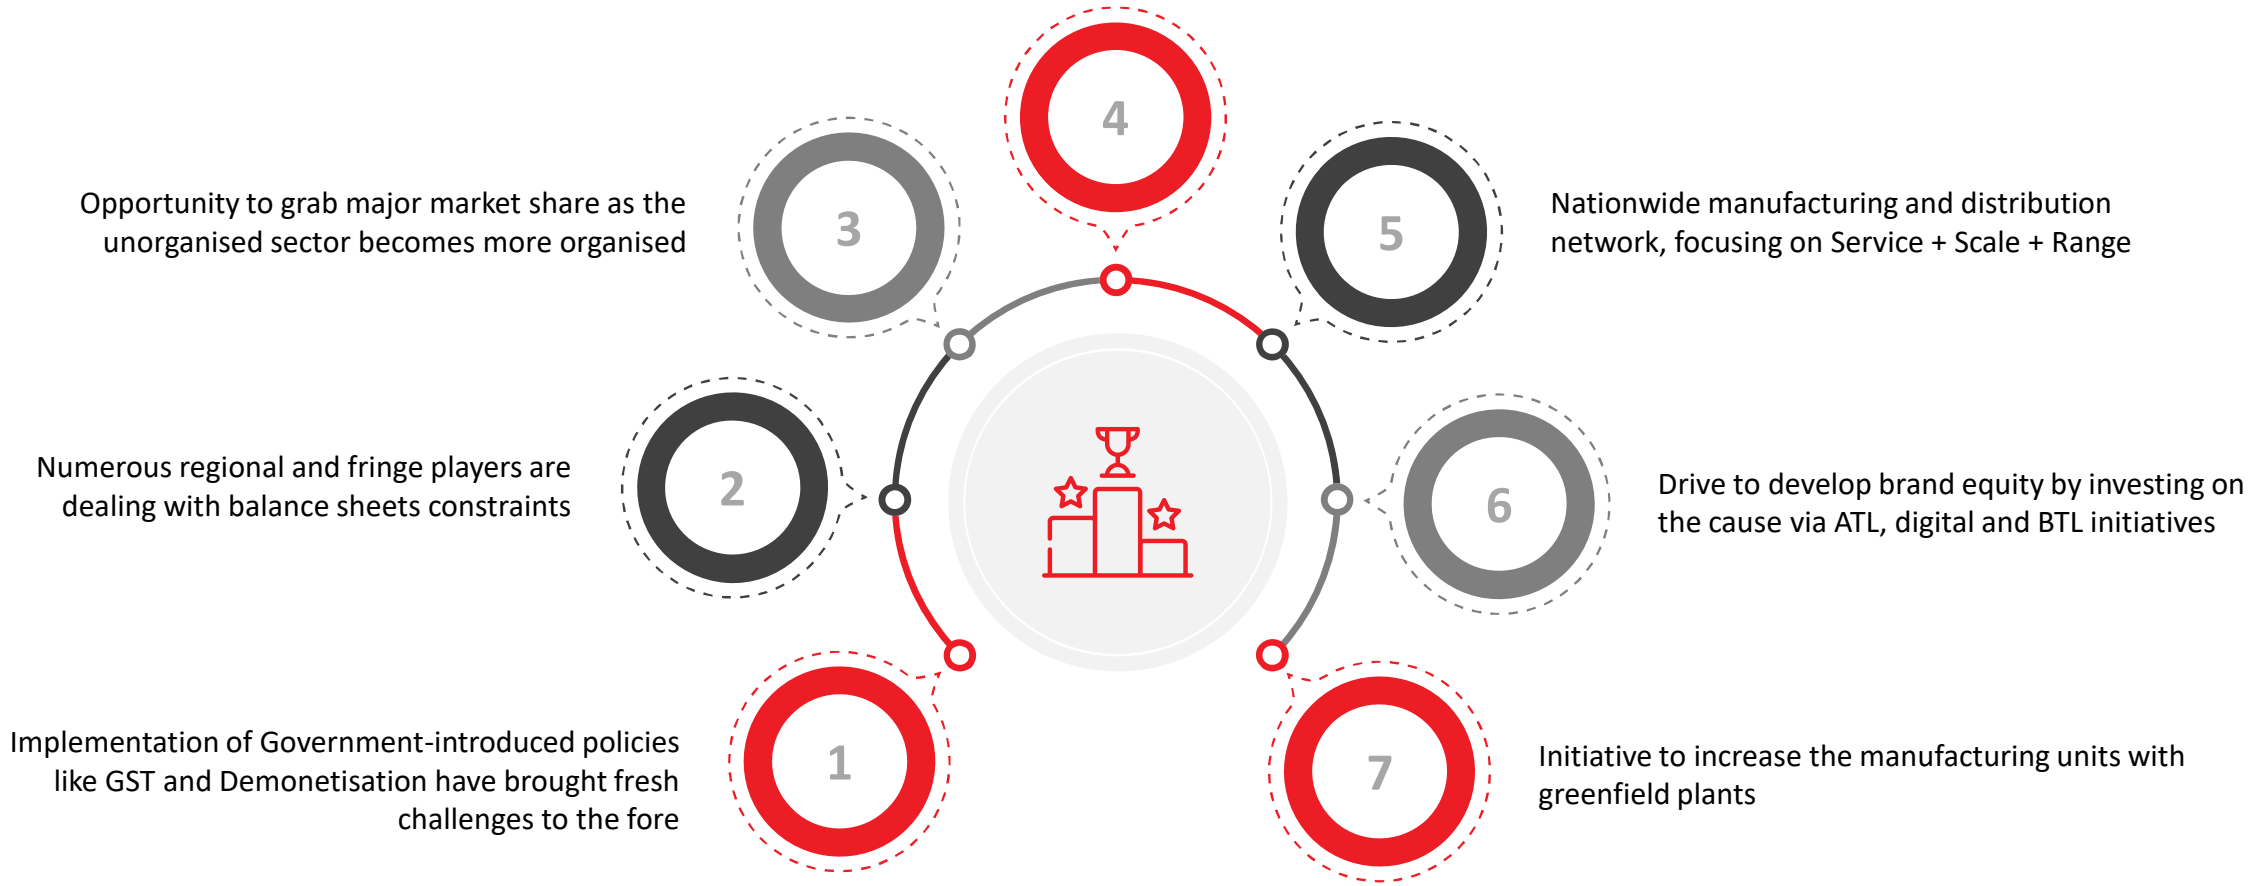 4
3
Opportunity to grab major market share as the
unorganised sector becomes more organised
5
Nationwide manufacturing and distribution
network, focusing on Service + Scale + Range
2
Numerous regional and fringe players are
dealing with balance sheets constraints
6
Drive to develop brand equity by investing on
the cause via ATL, digital and BTL initiatives
1
Implementation of Government-introduced policies
like GST and Demonetisation have brought fresh
challenges to the fore
7
Initiative to increase the manufacturing units with
greenfield plants